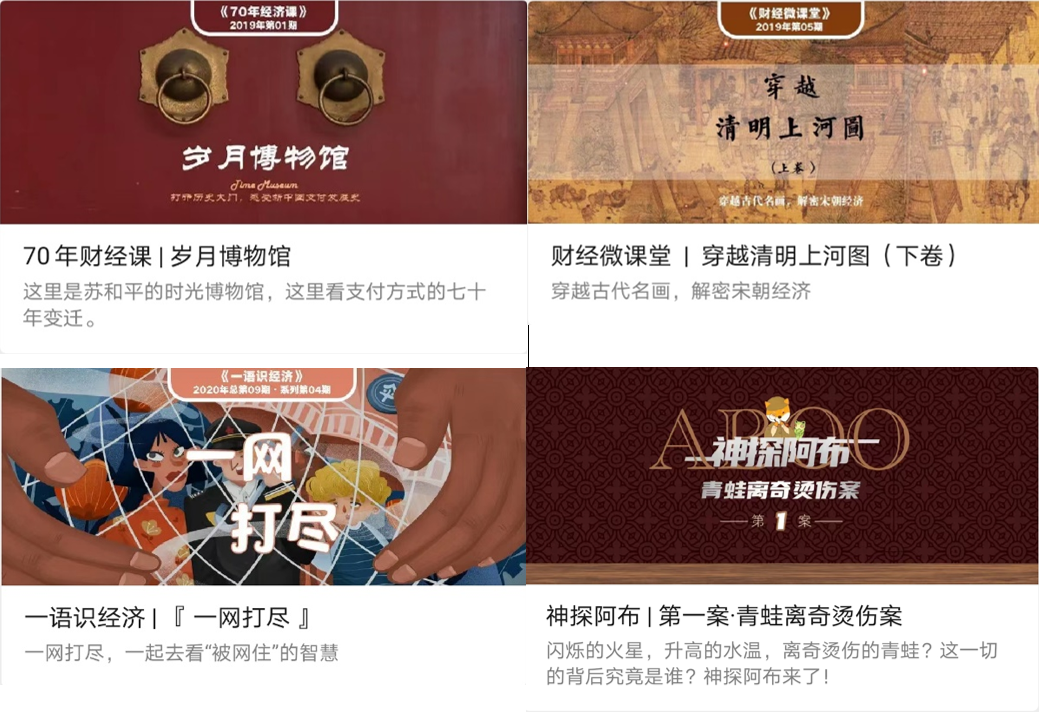 《70年经济课》
2019年第01期
岁月博物馆
Time Museum
打开历史大门，感受新中国支付发展史
70年财经课 | 岁月博物馆
这里是苏和平的时光博物馆，这里看支付方式的七十
年变迁。
《财经微课堂》
2019年第05期
穿越
清明上河圖
（上卷）
穿越古代名画，解密宋朝经济
财经微课堂 | 穿越清明上河图（下卷）
穿越古代名画，解密宋朝经济
《一语识经济》
2020年总第09期·系列第04期
一网
打尽
一语识经济 | 『 一网打尽 』
一网打尽，一起去看“被网住”的智慧
ABOO
神探阿布
青蛙离奇烫伤案
第1案
神探阿布 | 第一案·青蛙离奇烫伤案
闪烁的火星，升高的水温，离奇烫伤的青蛙？这一切
的背后究竟是谁？神探阿布来了！